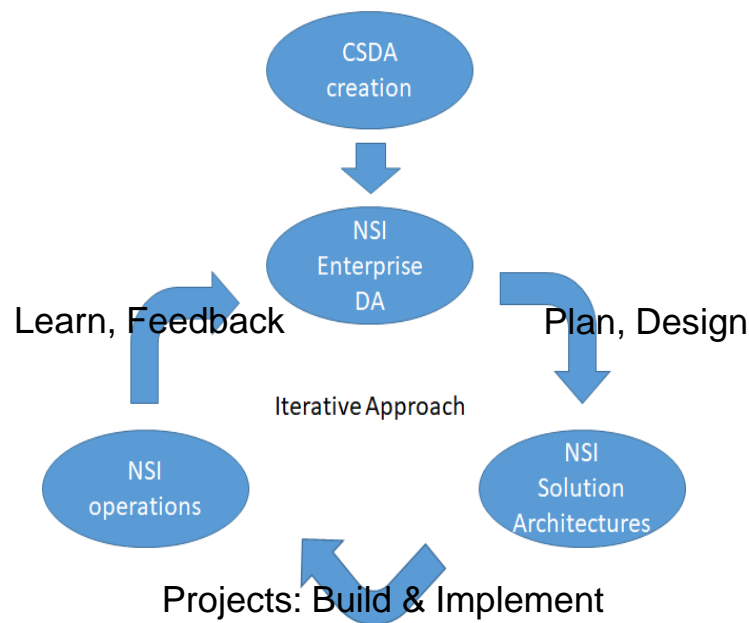 CSDA
creation
NSI
Enterprise
DA
Learn, Feedback
Plan, Design
Iterative Approach
NSI
operations
NSI
Solution
Architectures
Projects: Build & Implement